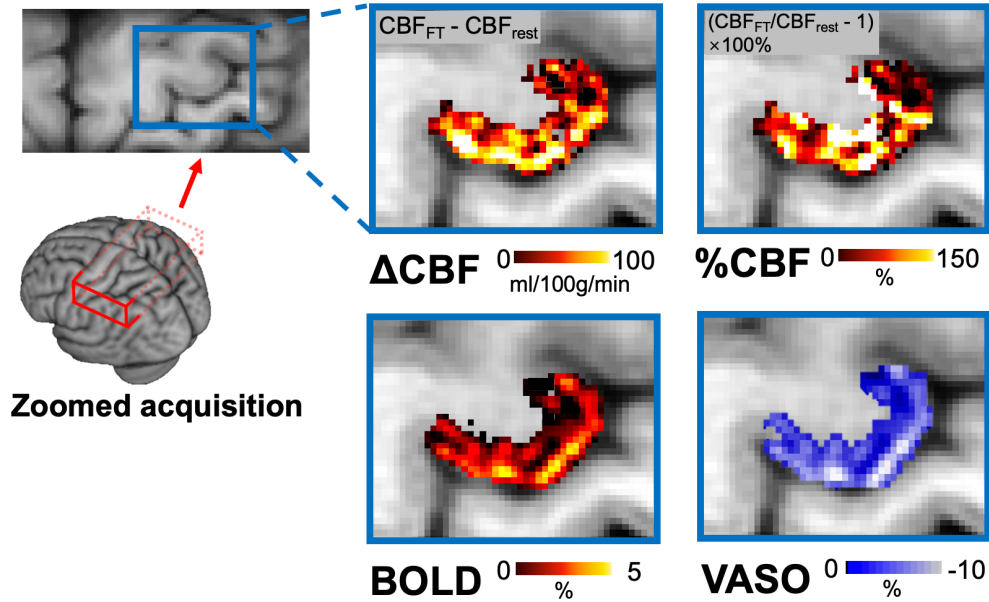 CBF_FT - CBF_rest
(CBF_FT/CBF_rest - 1)
×100%
ΔCBF 0 100
ml/100g/min
%CBF 0 150
%
Zoomed acquisition
BOLD 0 5
%
VASO 0 -10
%